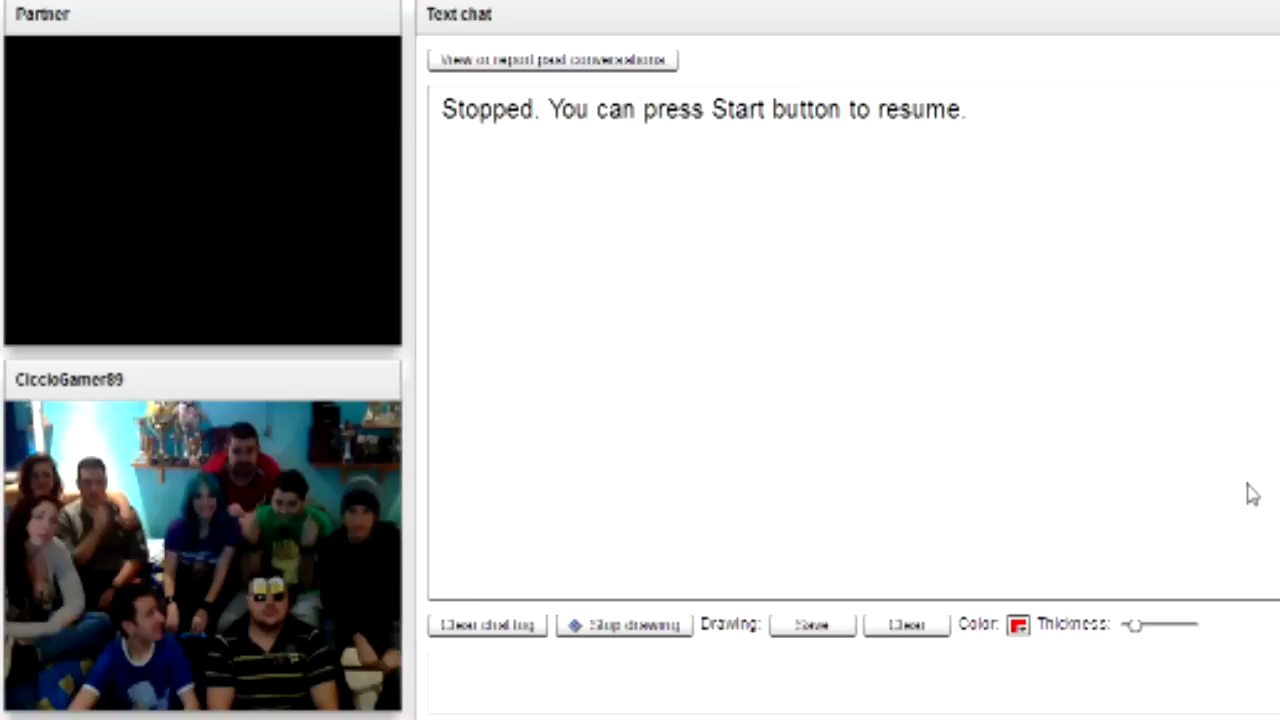 Partner
Text chat
View or report past conversations
Stopped. You can press Start button to resume.
CiccioGamer89
Clear chat log
Stop drawing
Drawing:
Save
Clear
Color:
Thickness: